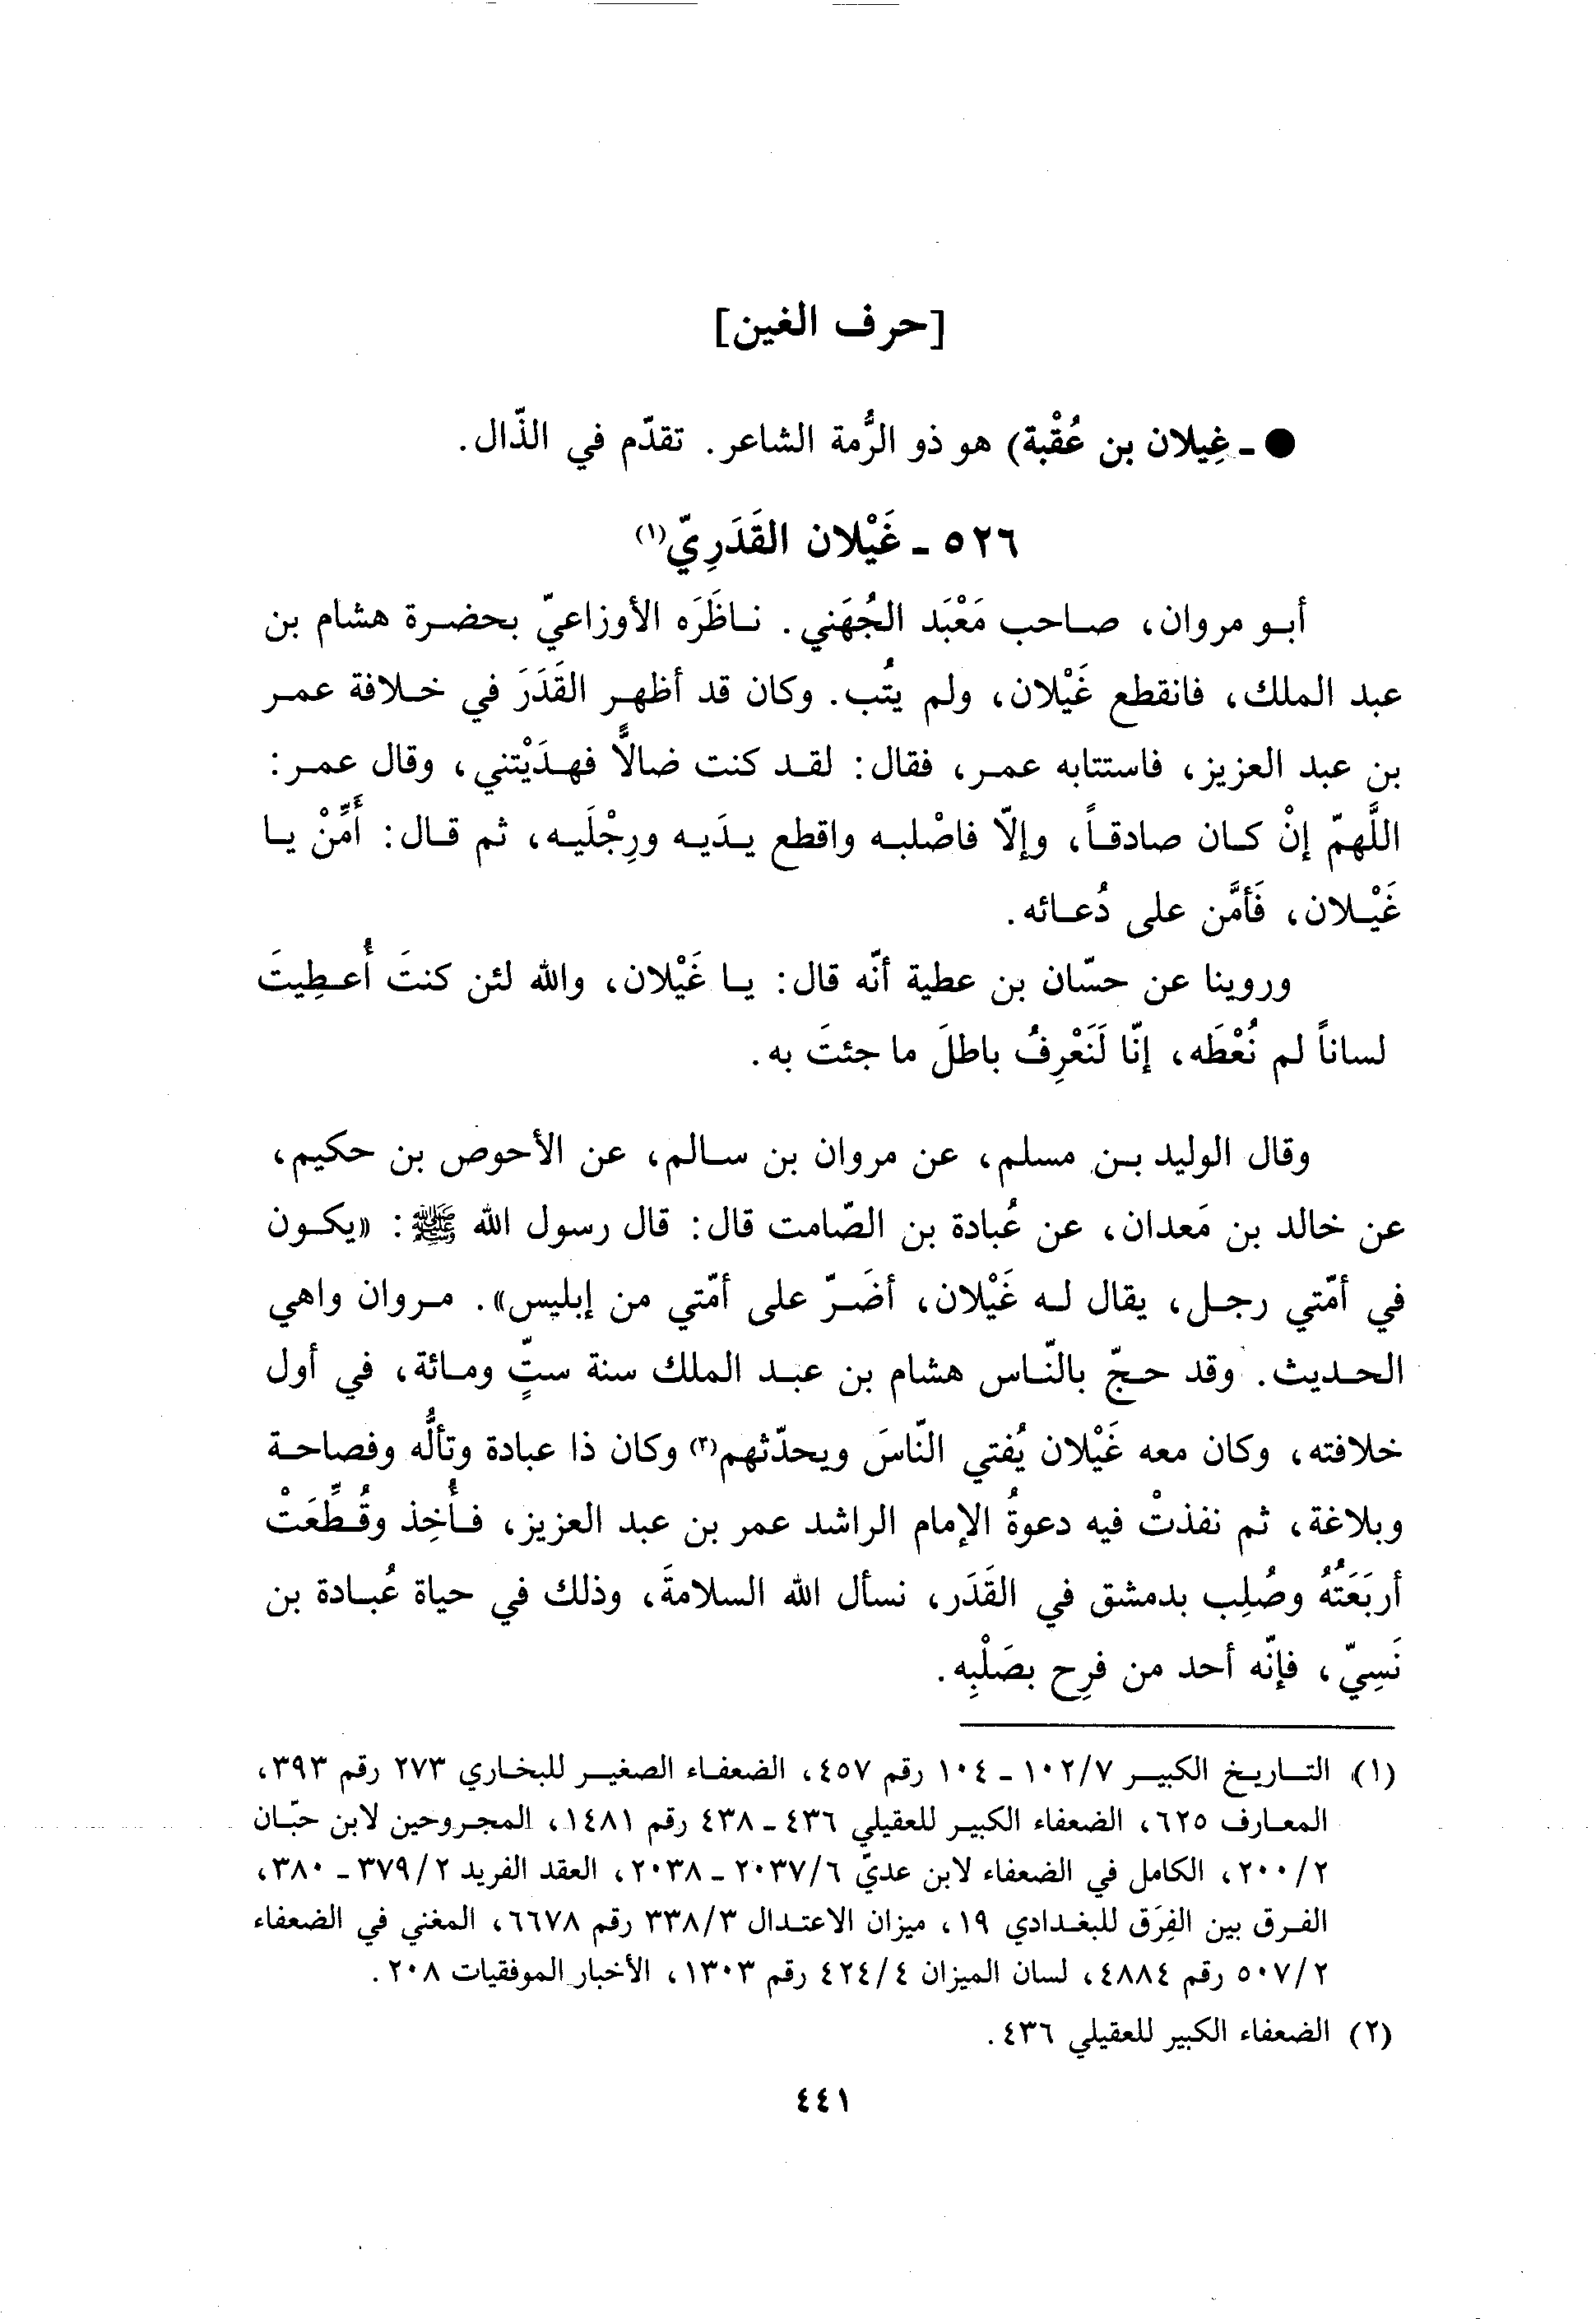 [حرف الغين]
● ـ غِيلان بن عُقْبة) هو ذو الرُّمة الشاعر. تقدّم في الذّال.
٥٢٦ ـ غَيْلان القَدَرِيّ(١)
أبو مروان، صاحب مَعْبَد الجُهَني. ناظَرَه الأوزاعيّ بحضرة هشام بن
عبد الملك، فانقطع غَيْلان، ولم يتُب. وكان قد أظهر القَدَرَ في خلافة عمر
بن عبد العزيز، فاستتابه عمر، فقال: لقد كنت ضالًّا فهدَيْتني، وقال عمر:
اللَّهمّ إنْ كان صادقاً، وإلّا فاصْلبه واقطع يدَيه ورِجْلَيه، ثم قال: أَمِّنْ يا
غَيْلان، فَأمَّن على دُعائه.
وروينا عن حسّان بن عطية أنّه قال: يا غَيْلان، والله لئن كنتَ أُعطِيتَ
لساناً لم نُعْطَه، إنّا لَنَعْرِفُ باطلَ ما جئتَ به.
وقال الوليد بن مسلم، عن مروان بن سالم، عن الأحوص بن حكيم،
عن خالد بن مَعدان، عن عُبادة بن الصّامت قال: قال رسول الله ﷺ: «يكون
في أمّتي رجل، يقال له غَيْلان، أضَرّ على أمّتي من إبليس». مروان واهي
الحديث. وقد حجّ بالنّاس هشام بن عبد الملك سنة ستٍّ ومائة، في أول
خلافته، وكان معه غَيْلان يُفتي النّاسَ ويحدّثهم(٢) وكان ذا عبادة وتألُّه وفصاحة
وبلاغة، ثم نفذتْ فيه دعوةُ الإمام الراشد عمر بن عبد العزيز، فأُخِذ وقُطِّعَتْ
أربَعَتُهُ وصُلِب بدمشق في القَدَر، نسأل الله السلامةَ، وذلك في حياة عُبادة بن
نَسِيّ، فإنّه أحد من فرِح بصَلْبِه.
(١) التاريخ الكبير ١٠٢/٧ ـ ١٠٤ رقم ٤٥٧، الضعفاء الصغير للبخاري ٢٧٣ رقم ٣٩٣،
المعارف ٦٢٥، الضعفاء الكبير للعقيلي ٤٣٦ ـ ٤٣٨ رقم ١٤٨١، المجروحين لابن حبّان
٢٠٠/٢، الكامل في الضعفاء لابن عديّ ٢٠٣٧/٦ ـ ٢٠٣٨، العقد الفريد ٣٧٩/٢ ـ ٣٨٠،
الفرق بين الفِرَق للبغدادي ١٩، ميزان الاعتدال ٣٣٨/٣ رقم ٦٦٧٨، المغني في الضعفاء
٥٠٧/٢ رقم ٤٨٨٤، لسان الميزان ٤٢٤/٤ رقم ١٣٠٣، الأخبار الموفقيات ٢٠٨.
(٢) الضعفاء الكبير للعقيلي ٤٣٦.
٤٤١